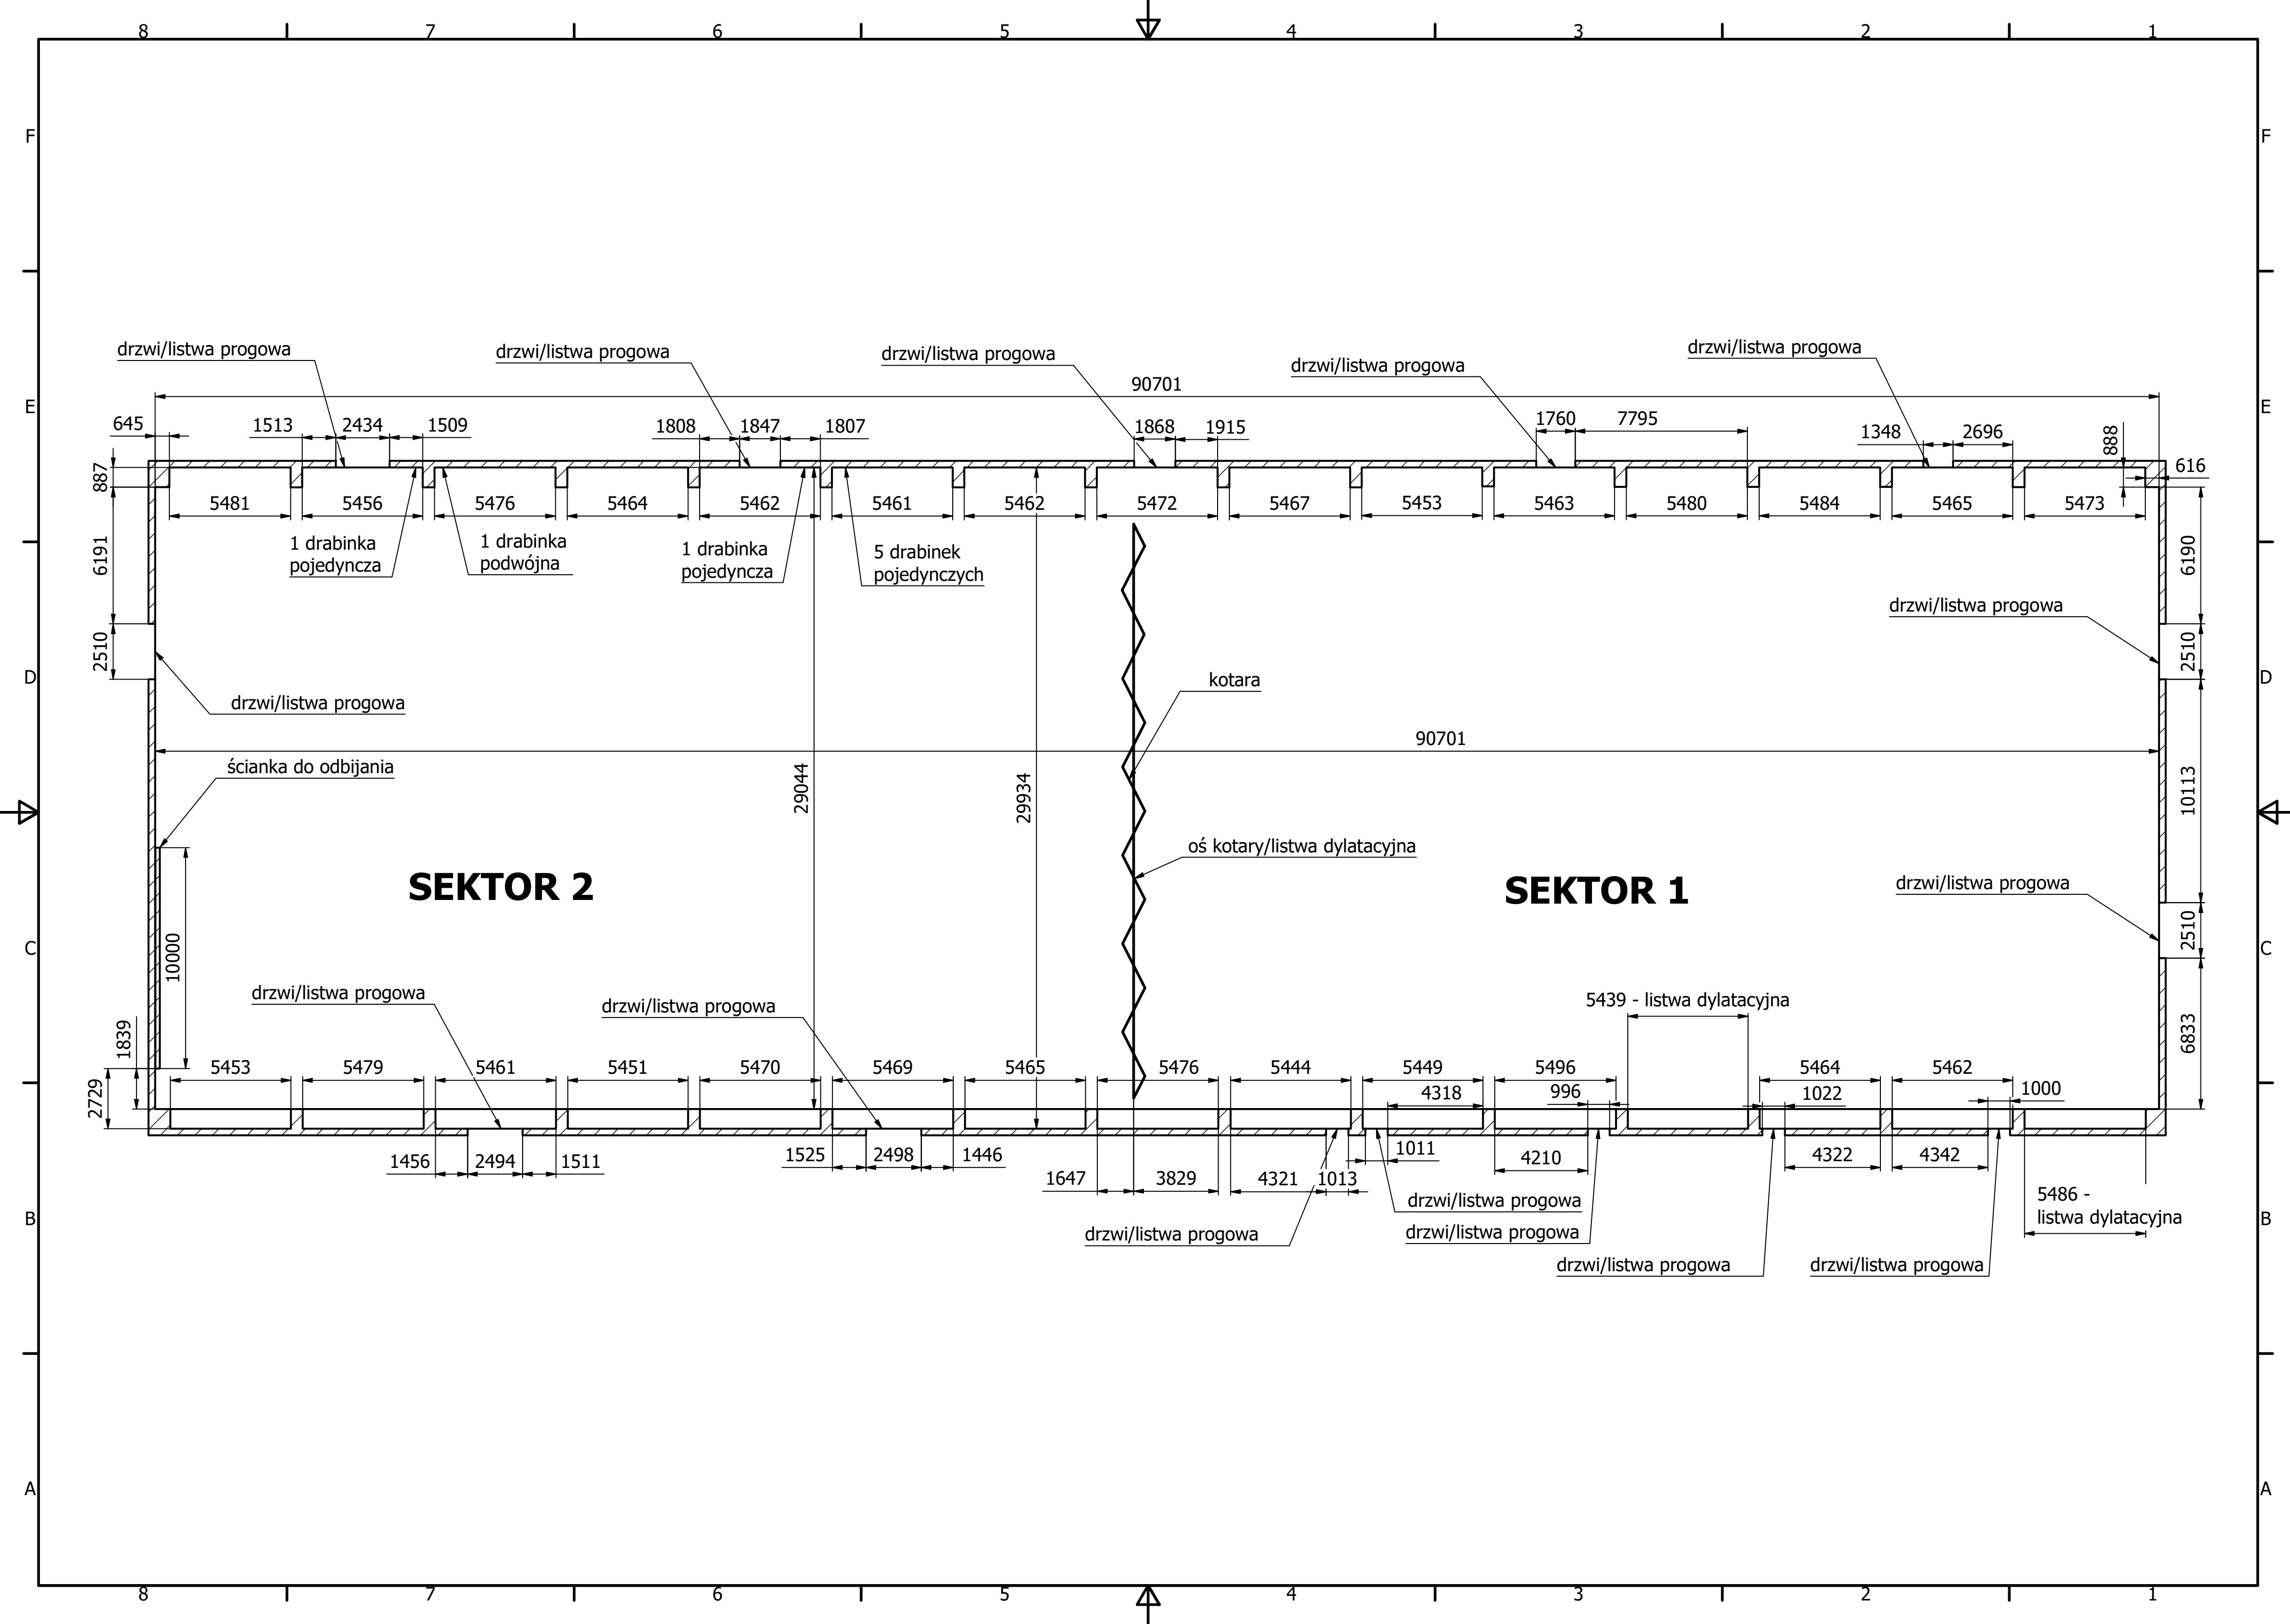 8 7 6 5 4 3 2 1
F F
drzwi/listwa progowa
drzwi/listwa progowa
drzwi/listwa progowa
drzwi/listwa progowa
drzwi/listwa progowa
90701
E E
645 1513 2434 1509 1808 1847 1807 1868 1915 1760 7795 1348 2696 888
887 616
5481 5456 5476 5464 5462 5461 5462 5472 5467 5453 5463 5480 5484 5465 5473
1 drabinka
pojedyncza
1 drabinka
podwójna
1 drabinka
pojedyncza
5 drabinek
pojedynczych
6191 6190
drzwi/listwa progowa
2510 2510
D D
drzwi/listwa progowa
kotara
90701
ścianka do odbijania
29044 29934 10113
oś kotary/listwa dylatacyjna
SEKTOR 2
SEKTOR 1
drzwi/listwa progowa
C C
10000 2510
drzwi/listwa progowa
drzwi/listwa progowa
5439 - listwa dylatacyjna
1839 6833
5453 5479 5461 5451 5470 5469 5465 5476 5444 5449 5496 5464 5462
2729 4318 996 1022 1000
1456 2494 1511 1525 2498 1446 1011 4210 4322 4342
1647 3829 4321 1013
drzwi/listwa progowa
5486 -
listwa dylatacyjna
B B
drzwi/listwa progowa
drzwi/listwa progowa
drzwi/listwa progowa
drzwi/listwa progowa
A A
8 7 6 5 4 3 2 1